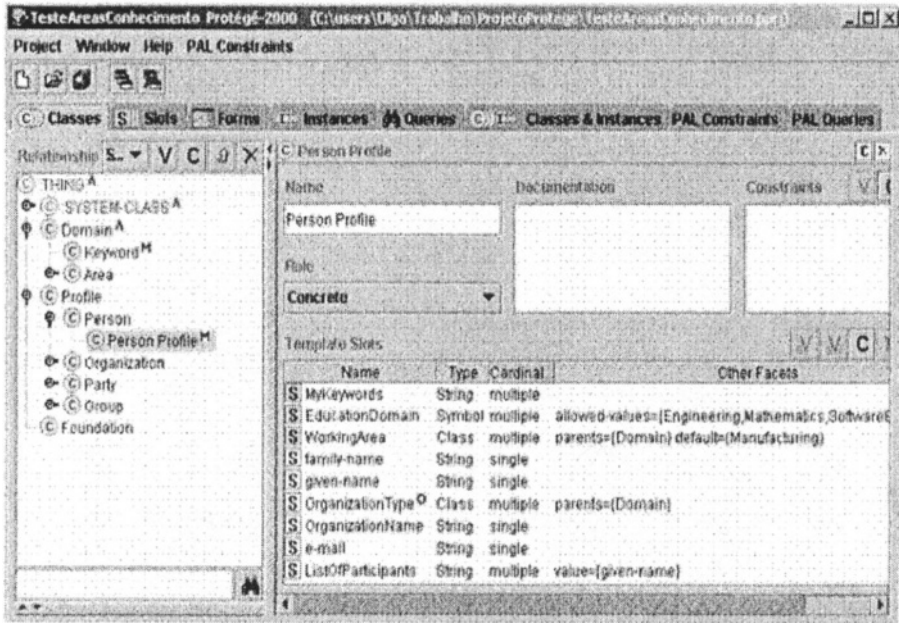 TesteAreasConhecimento Protégé-2000 (C:\users\Olga\Trabalho\ProjetoProtege\TesteAreasConhecimento.pprj)
Project Window Help PAL Constraints
C Classes S Slots Forms I Instances Queries C I Classes & Instances PAL Constraints PAL Queries
Relationship S.. V C X
C THING A
C SYSTEM-CLASS A
C Domain A
C Keyword M
C Area
C Profile
C Person
C Person Profile M
C Organization
C Party
C Group
C Foundation
C Person Profile C X
Name Documentation Constraints V
Person Profile
Role
Concrete
Template Slots V V C
Name Type Cardinal Other Facets
S MyKeywords String multiple
S EducationDomain Symbol multiple allowed-values={Engineering,Mathematics,SoftwareE
S WorkingArea Class multiple parents={Domain} default={Manufacturing}
S family-name String single
S given-name String single
S OrganizationType O Class multiple parents={Domain}
S OrganizationName String single
S e-mail String single
S ListOfParticipants String multiple value={given-name}